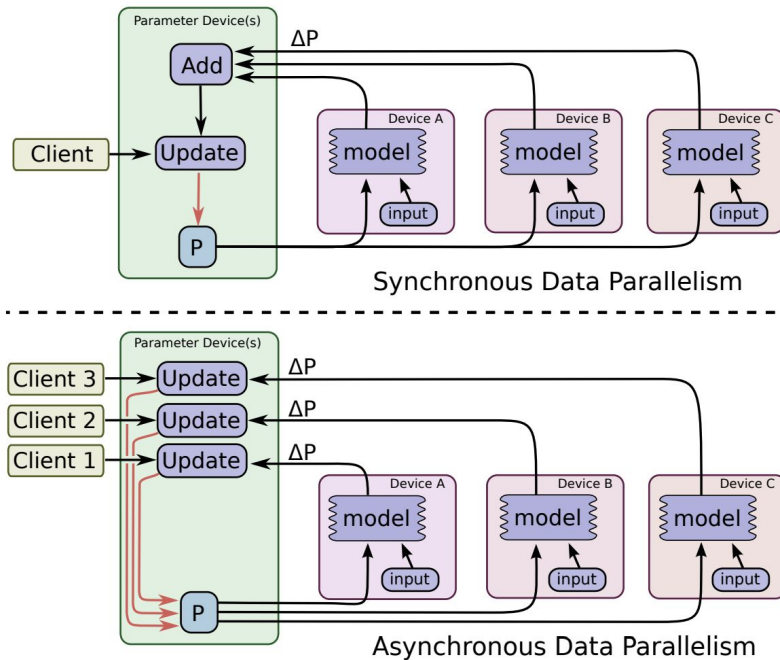 Parameter Device(s)
ΔP
Add
Device A
Device B
Device C
Client
Update
model
model
model
input
input
input
P
Synchronous Data Parallelism
Parameter Device(s)
Client 3
Update
ΔP
Client 2
Update
ΔP
Client 1
Update
ΔP
Device A
Device B
Device C
model
model
model
input
input
input
P
Asynchronous Data Parallelism